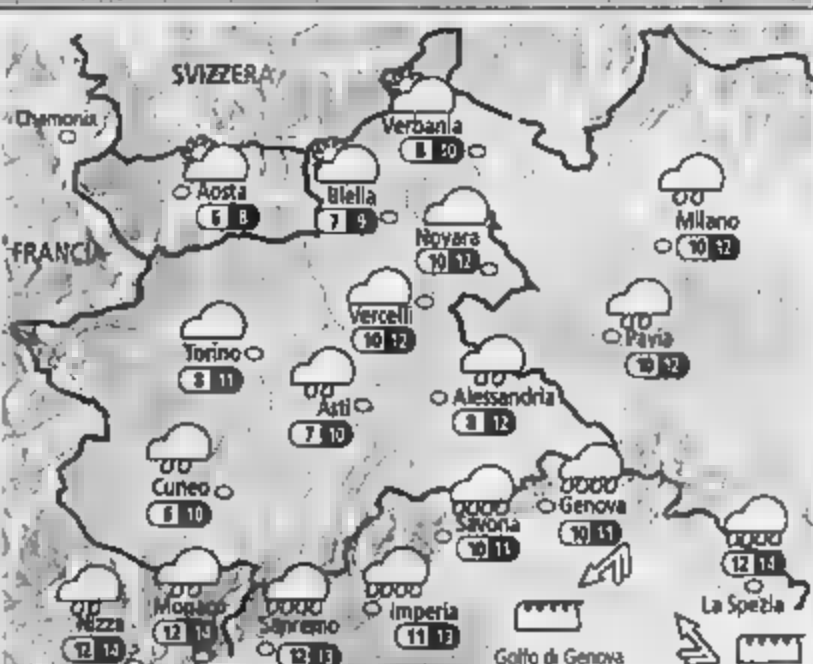 SVIZZERA
Chamonix
Verbania
8 10
Aosta
6 8
Biella
7 9
Milano
10 12
Novara
10 12
FRANCIA
Vercelli
10 12
Pavia
10 12
Torino
8 11
Asti
7 10
Alessandria
8 12
Cuneo
6 10
Savona
10 11
Genova
10 11
12 14
La Spezia
Nizza
12 14
Monaco
12 14
Sanremo
12 13
Imperia
11 13
Golfo di Genova